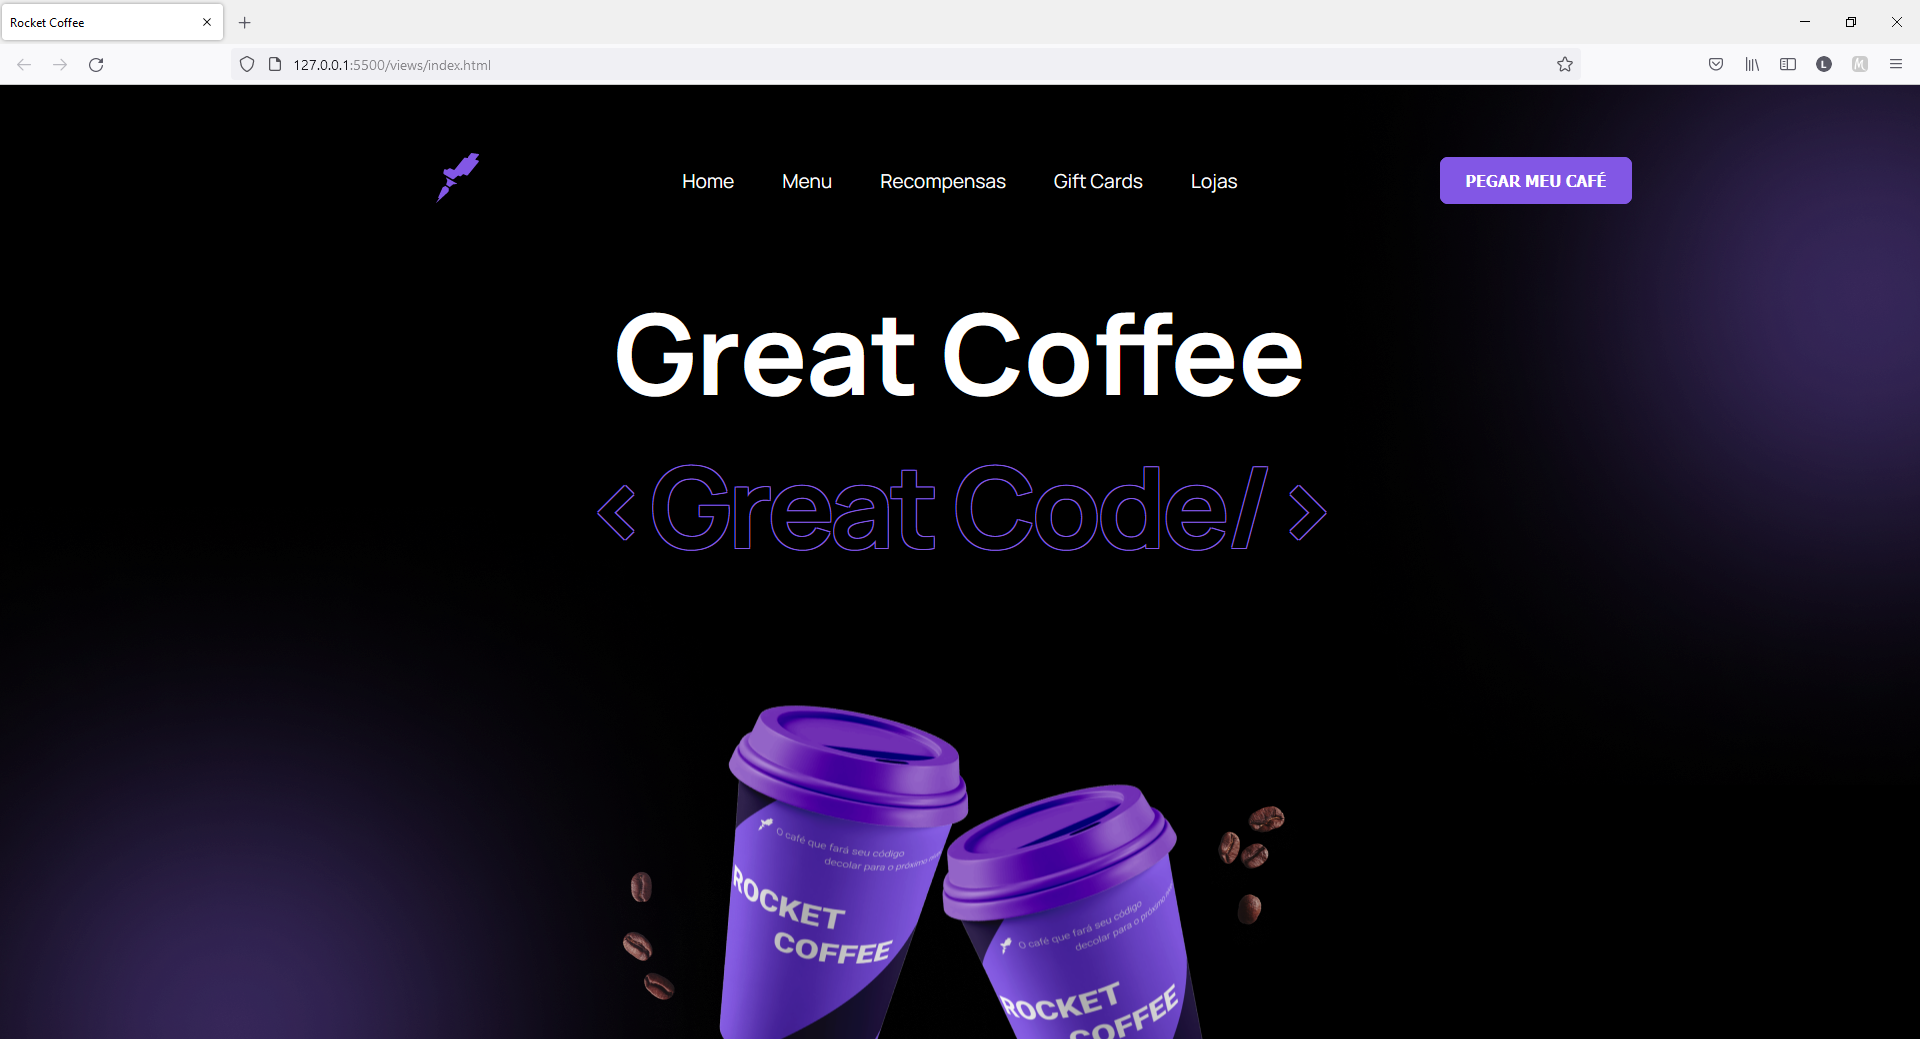 Rocket Coffee
127.0.0.1:5500/views/index.html
L
Home Menu Recompensas Gift Cards Lojas
PEGAR MEU CAFÉ
Great Coffee
<Great Code/ >
O café que fará seu código
decolar para o próximo
ROCKET
COFFEE
O café que fará seu código
decolar para o próximo
ROCKET
COFFEE